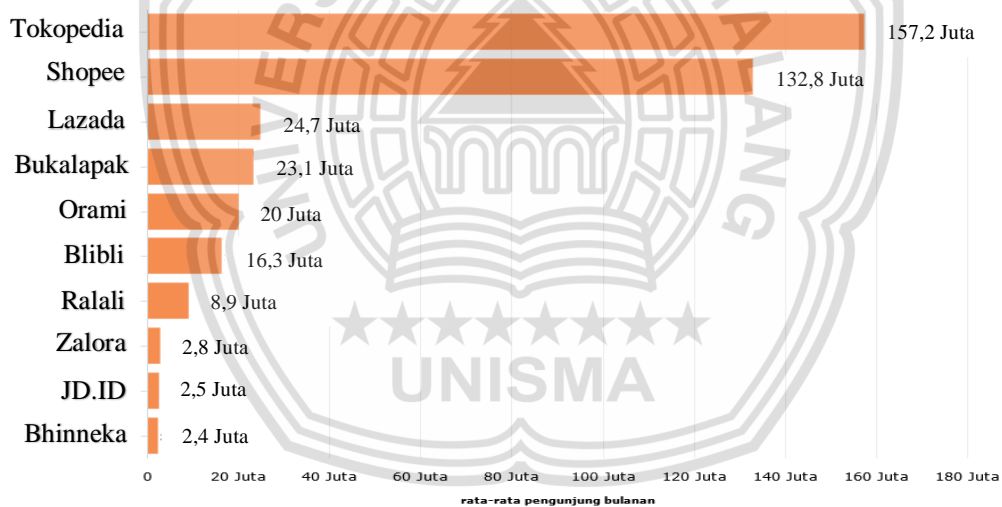 Tokopedia 157,2 Juta
Shopee 132,8 Juta
Lazada 24,7 Juta
Bukalapak 23,1 Juta
Orami 20 Juta
Blibli 16,3 Juta
Ralali 8,9 Juta
Zalora 2,8 Juta
JD.ID 2,5 Juta
Bhinneka 2,4 Juta
0 20 Juta 40 Juta 60 Juta 80 Juta 100 Juta 120 Juta 140 Juta 160 Juta 180 Juta
rata-rata pengunjung bulanan
UNISMA